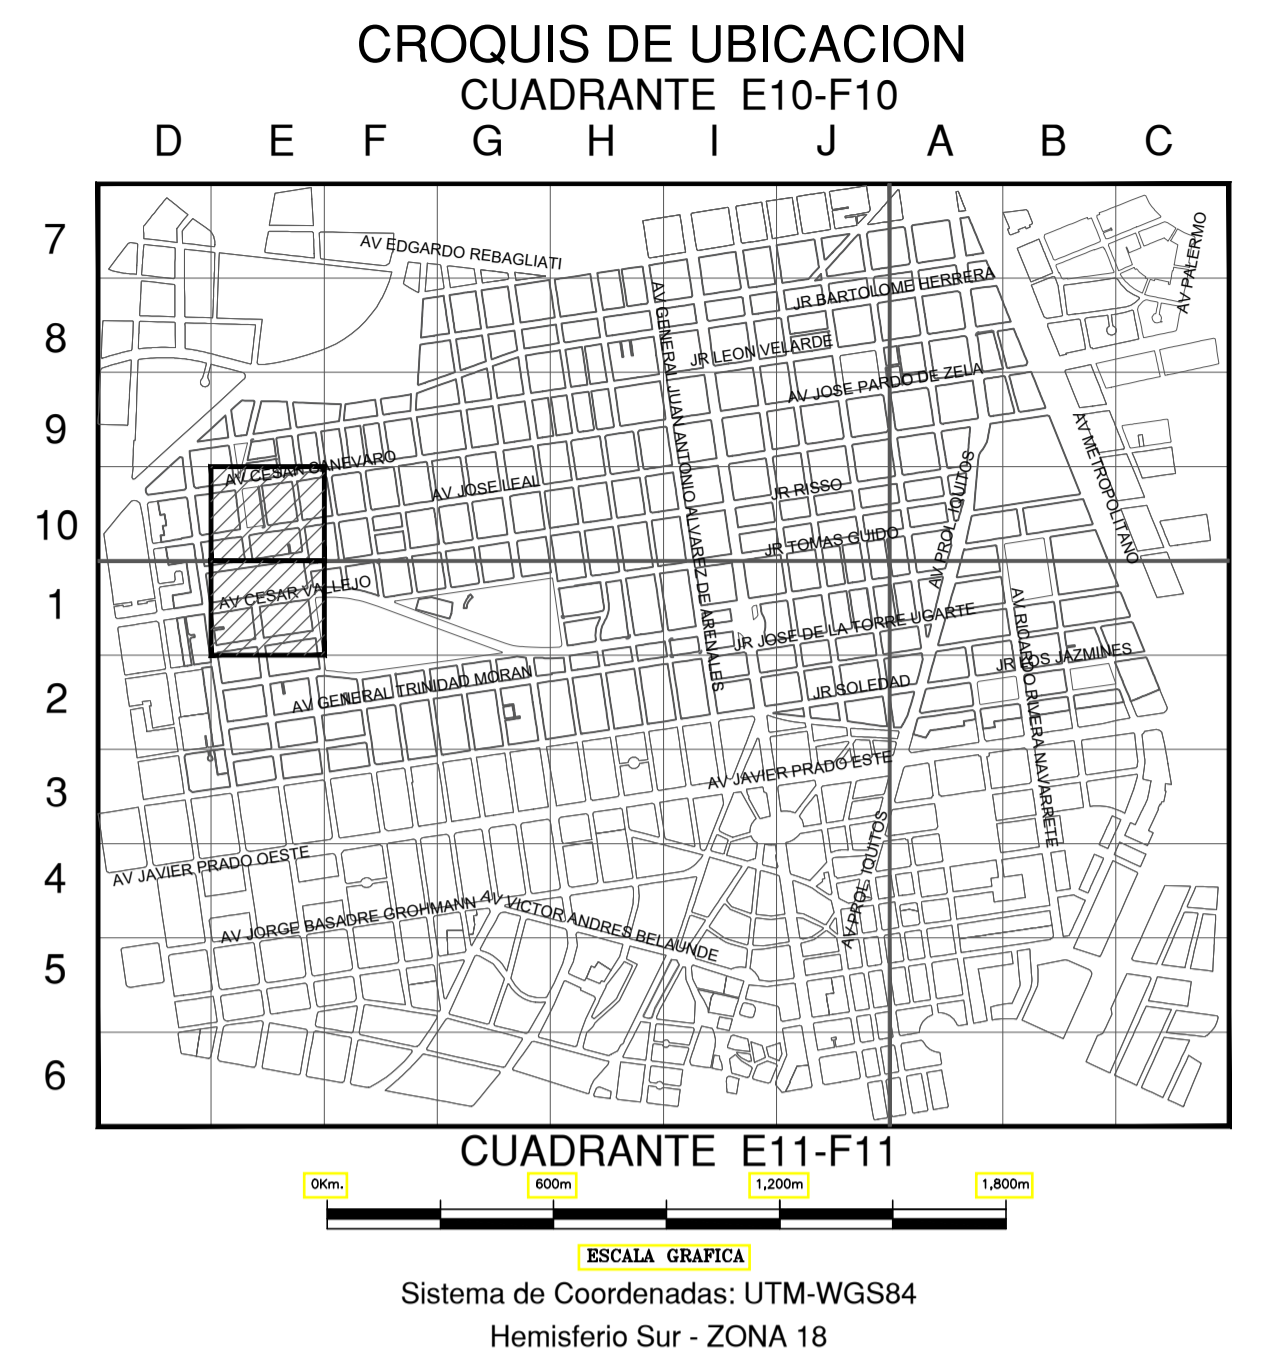 CROQUIS DE UBICACION
CUADRANTE E10-F10
D E F G H I J A B C
7
AV EDGARDO REBAGLIATI
AV PALERMO
JR BARTOLOME HERRERA
8
AV GENERAL JUAN ANTONIO ALVAREZ DE ARENALES
JR LEON VELARDE
AV JOSE PARDO DE ZELA
9
AV METROPOLITANO
AV CESAR CANEVARO
AV JOSE LEAL
JR RISSO
AV PROL IQUITOS
10
JR TOMAS GUIDO
1
AV CESAR VALLEJO
JR JOSE DE LA TORRE UGARTE
AV RICARDO RIVERA NAVARRETE
JR LOS JAZMINES
2
AV GENERAL TRINIDAD MORAN
JR SOLEDAD
3
AV JAVIER PRADO ESTE
AV PROL IQUITOS
4
AV JAVIER PRADO OESTE
AV JORGE BASADRE GROHMANN
AV VICTOR ANDRES BELAUNDE
5
6
CUADRANTE E11-F11
0Km. 600m 1,200m 1,800m
ESCALA GRAFICA
Sistema de Coordenadas: UTM-WGS84
Hemisferio Sur - ZONA 18